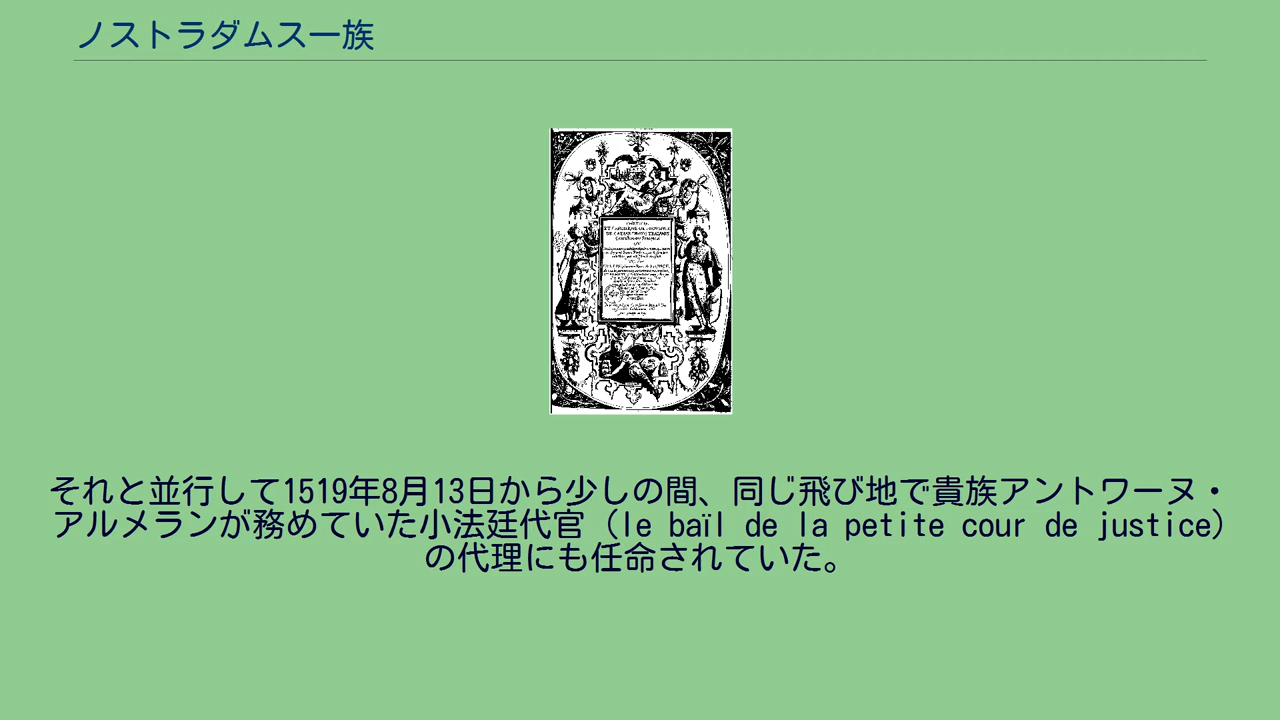 ノストラダムス一族
それと並行して1519年8月13日から少しの間、同じ飛び地で貴族アントワーヌ・
アルメランが務めていた小法廷代官（le baïl de la petite cour de justice）
の代理にも任命されていた。